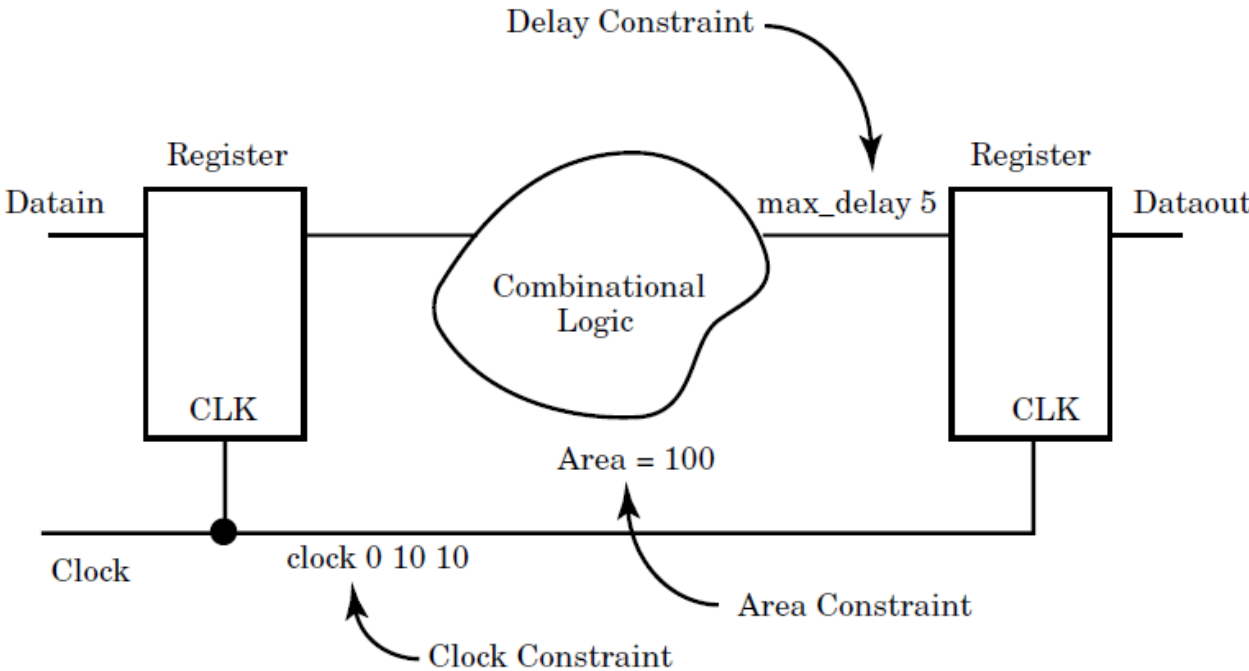 Delay Constraint
Register
Register
Datain
max_delay 5
Dataout
Combinational
Logic
CLK
CLK
Area = 100
clock 0 10 10
Clock
Area Constraint
Clock Constraint